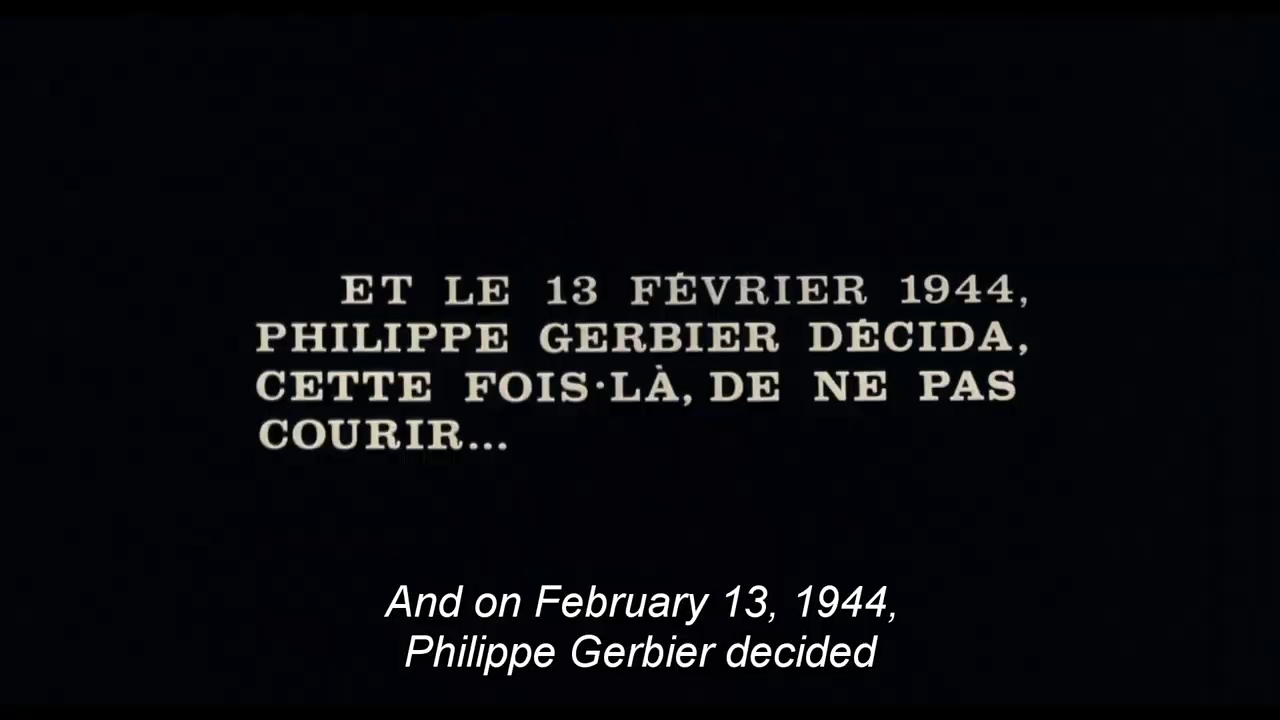 ET LE 13 FÉVRIER 1944,
PHILIPPE GERBIER DÉCIDA,
CETTE FOIS·LÀ, DE NE PAS
COURIR...
And on February 13, 1944,
Philippe Gerbier decided